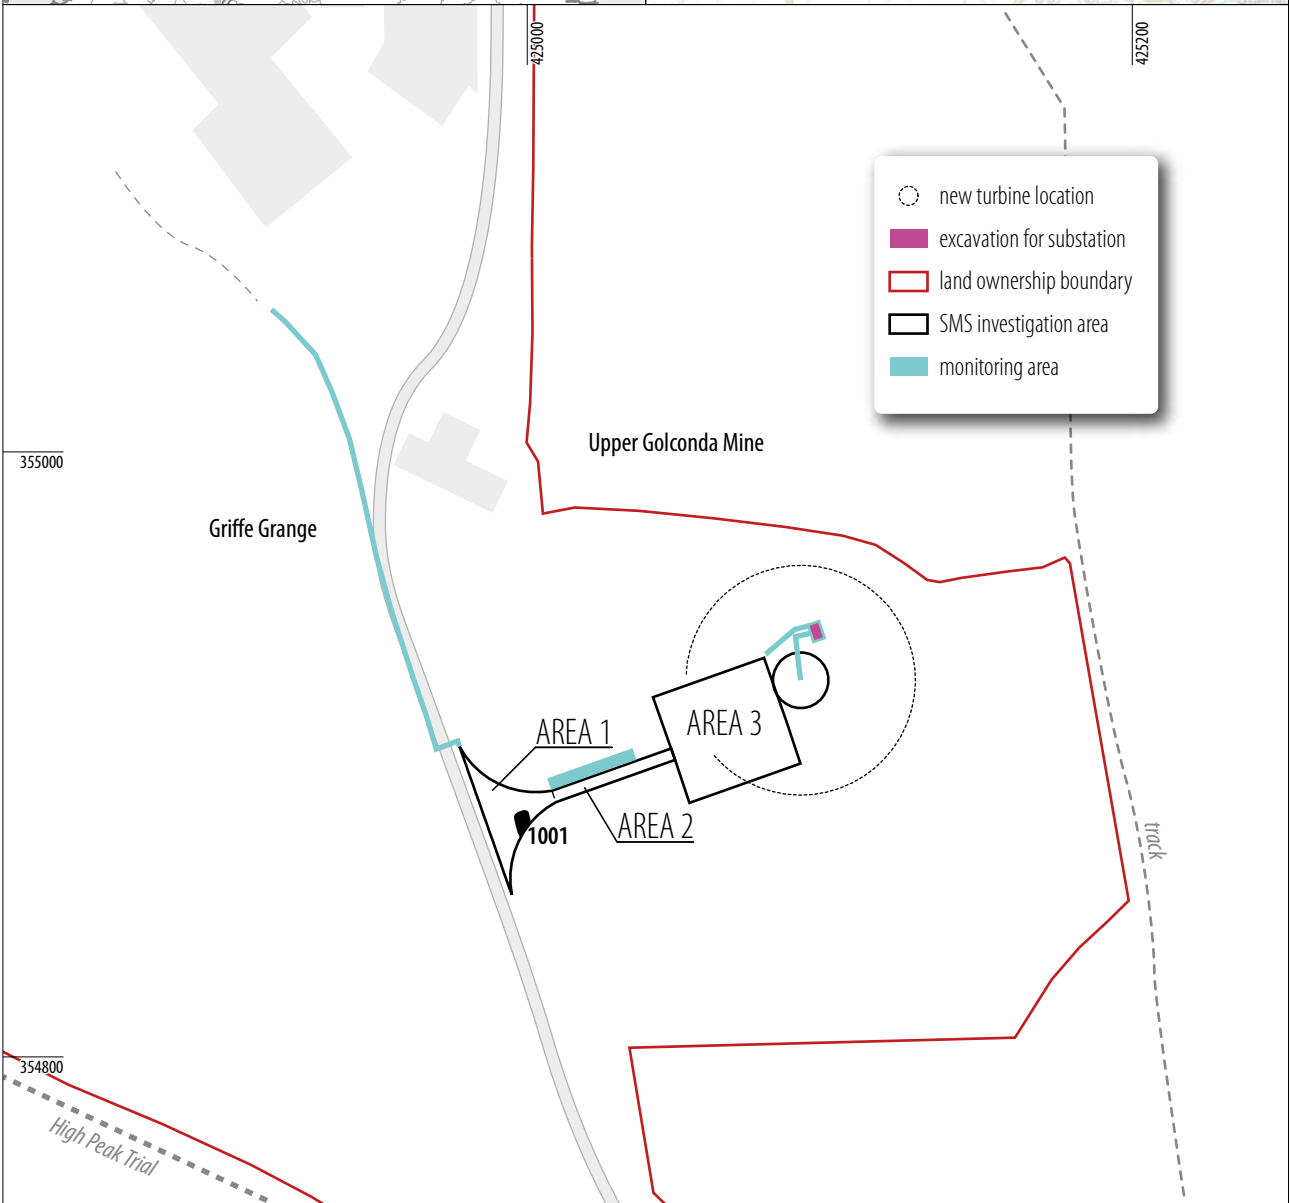 425000
425200
new turbine location
excavation for substation
land ownership boundary
SMS investigation area
monitoring area
Upper Golconda Mine
355000
Griffe Grange
AREA 3
AREA 1
AREA 2
1001
track
354800
High Peak Trial